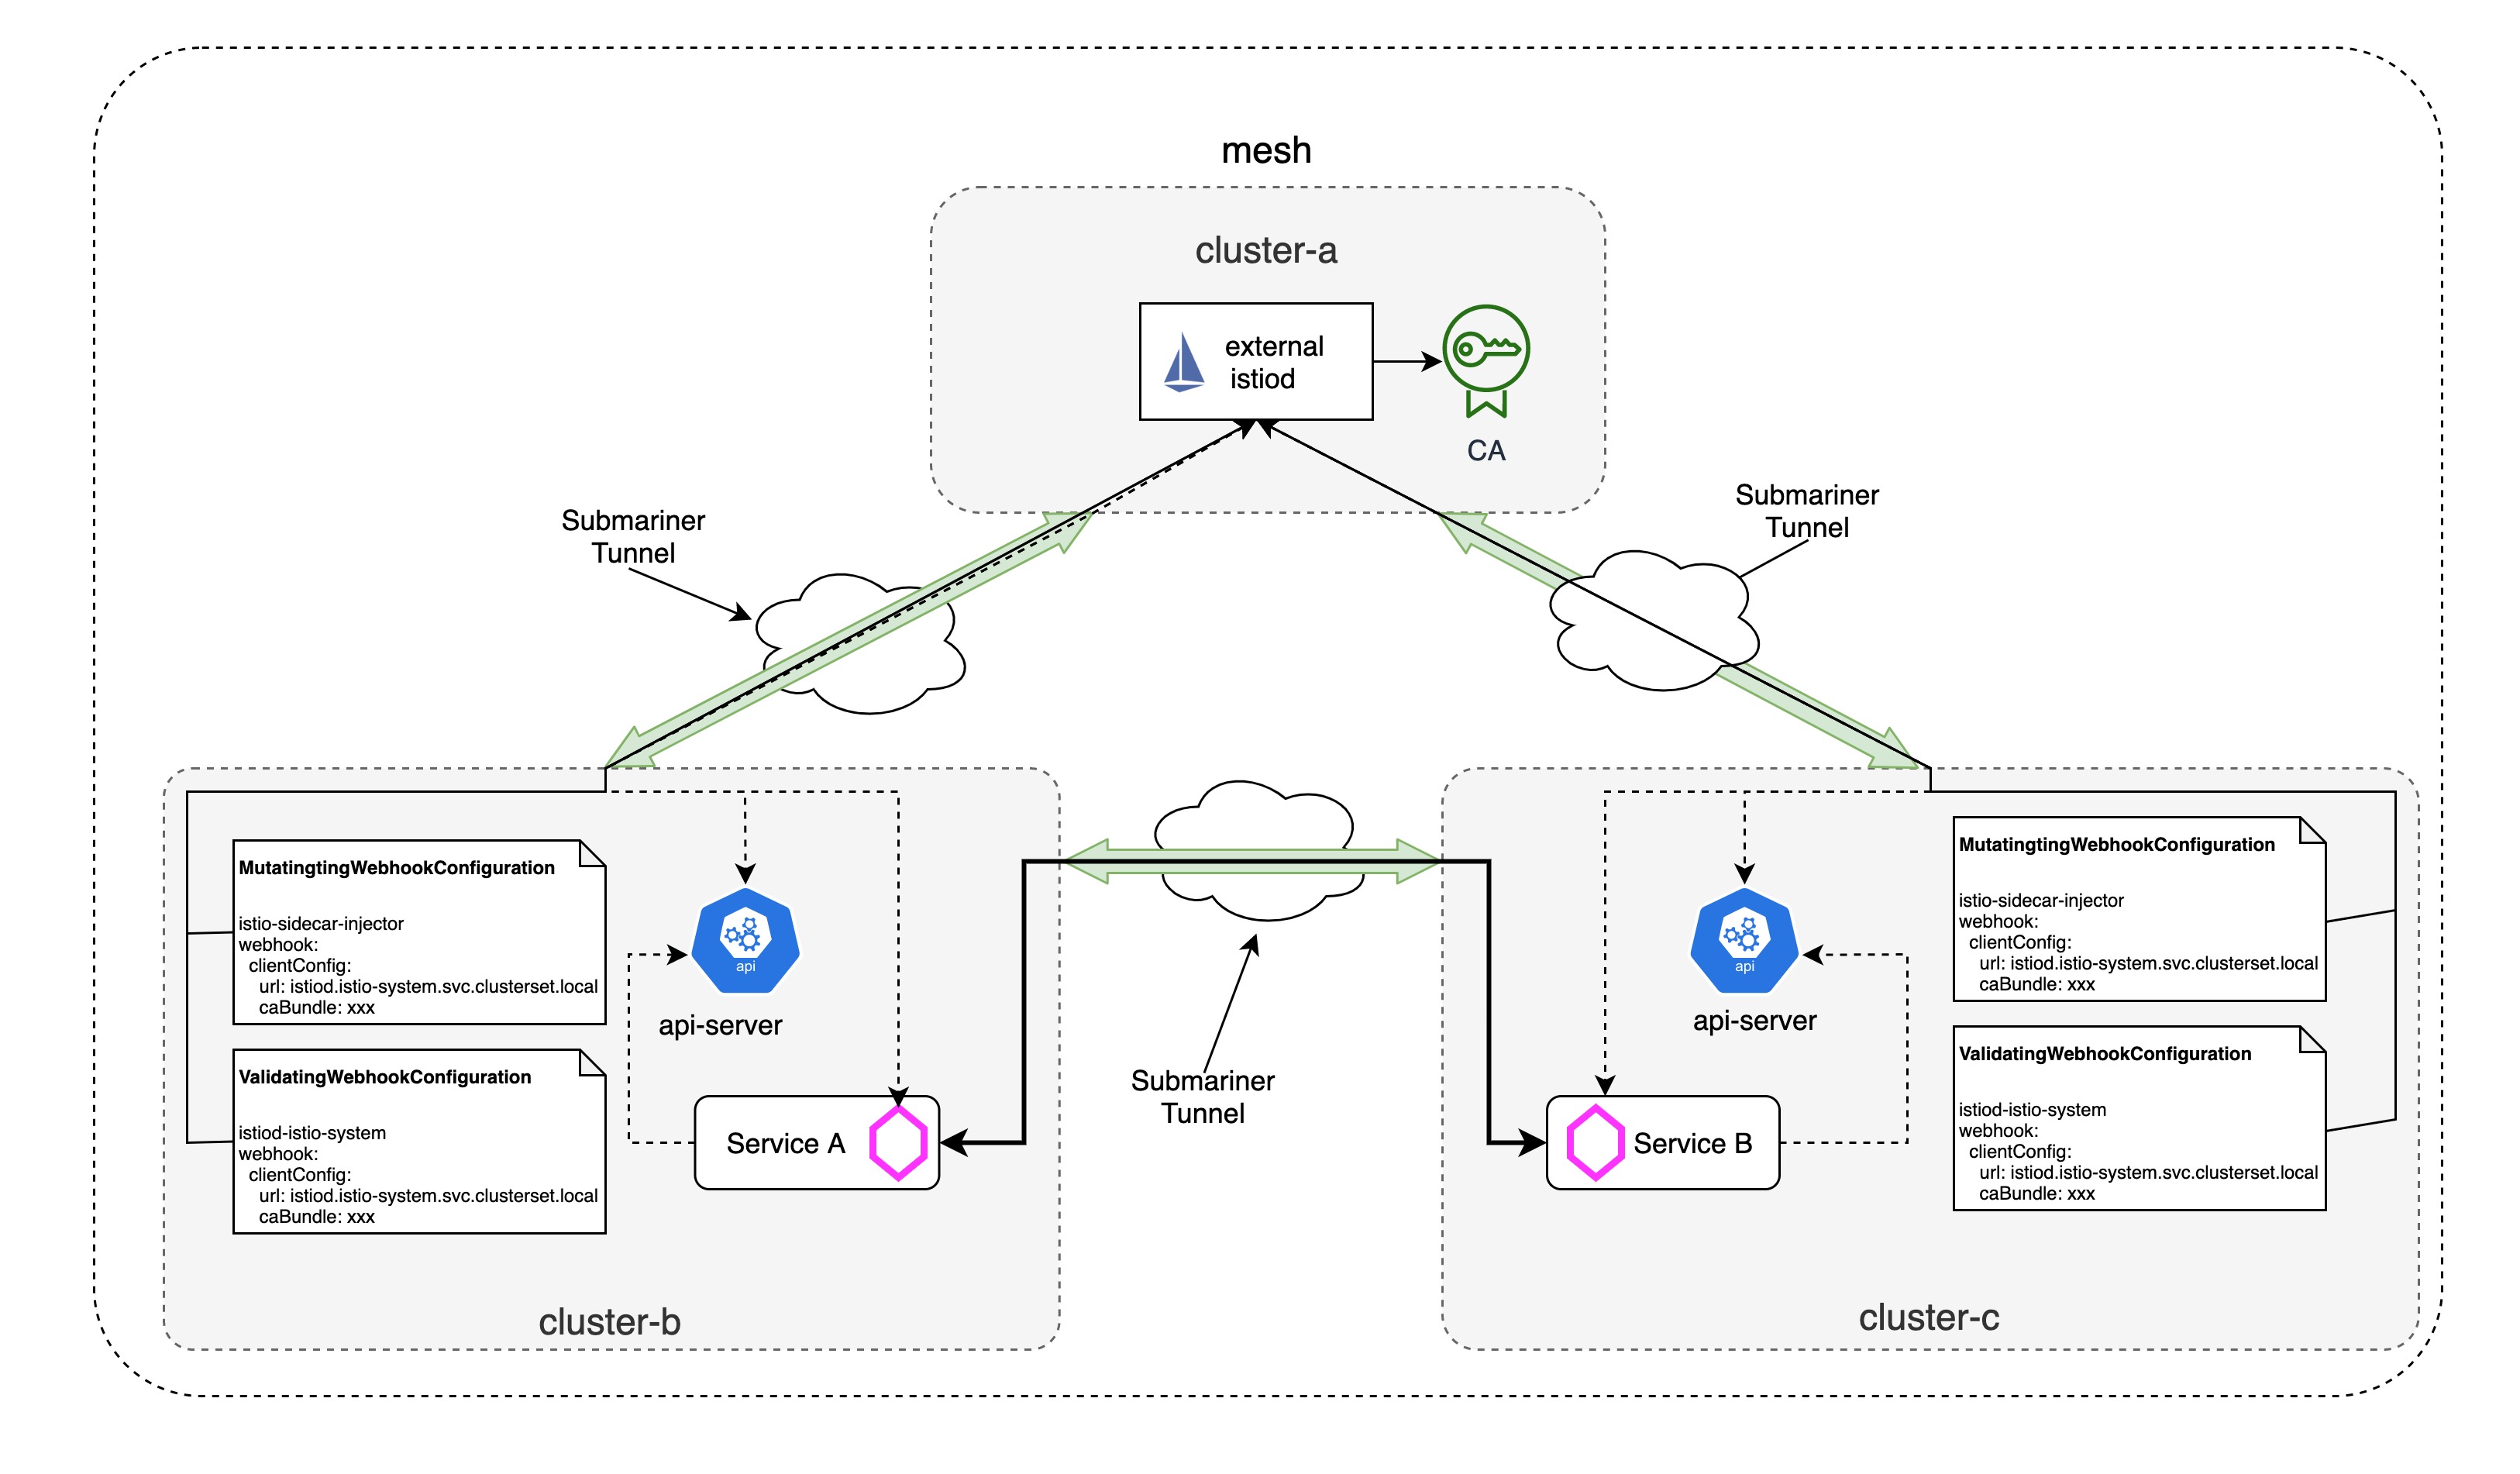 mesh
cluster-a
external
istiod
CA
Submariner
Tunnel
Submariner
Tunnel
MutatingtingWebhookConfiguration
istio-sidecar-injector
webhook:
clientConfig:
url: istiod.istio-system.svc.clusterset.local
caBundle: xxx
ValidatingWebhookConfiguration
istiod-istio-system
webhook:
clientConfig:
url: istiod.istio-system.svc.clusterset.local
caBundle: xxx
api
api-server
Service A
cluster-b
Submariner
Tunnel
api
api-server
Service B
MutatingtingWebhookConfiguration
istio-sidecar-injector
webhook:
clientConfig:
url: istiod.istio-system.svc.clusterset.local
caBundle: xxx
ValidatingWebhookConfiguration
istiod-istio-system
webhook:
clientConfig:
url: istiod.istio-system.svc.clusterset.local
caBundle: xxx
cluster-c